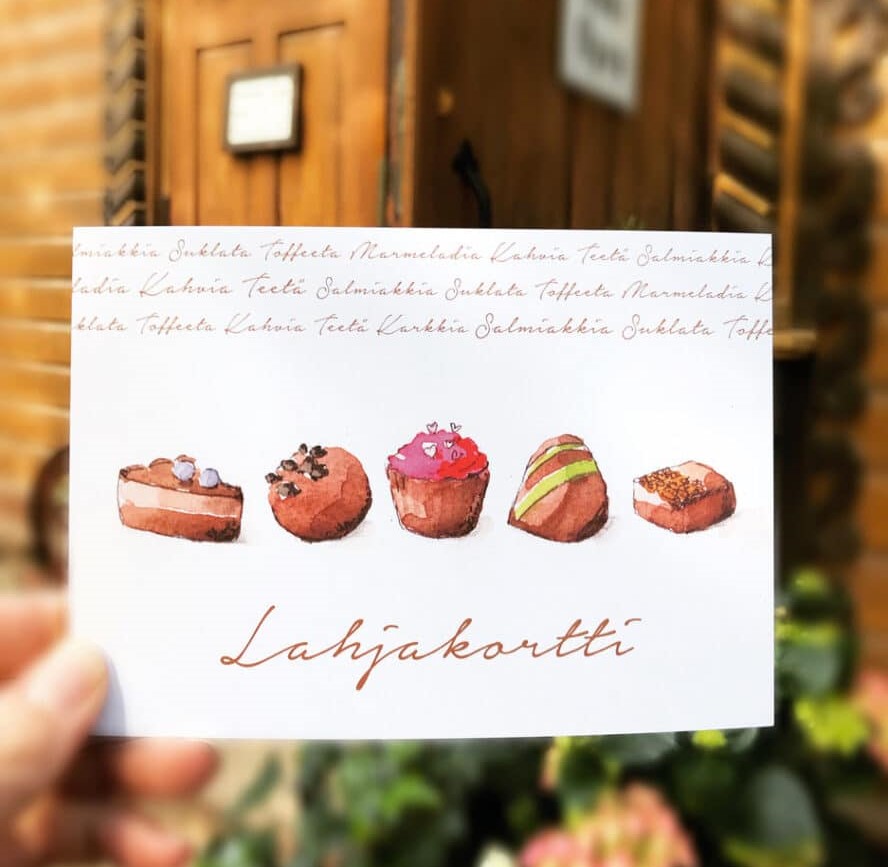 lmiakkia Suklata Toffeeta Marmeladia Kahvia Teetä Salmiakkia K
ladia Kahvia Teetä Salmiakkia Suklata Toffeeta Marmeladia K
klata Toffeeta Kahvia Teetä Karkkia Salmiakkia Suklata Toffe
Lahjakortti